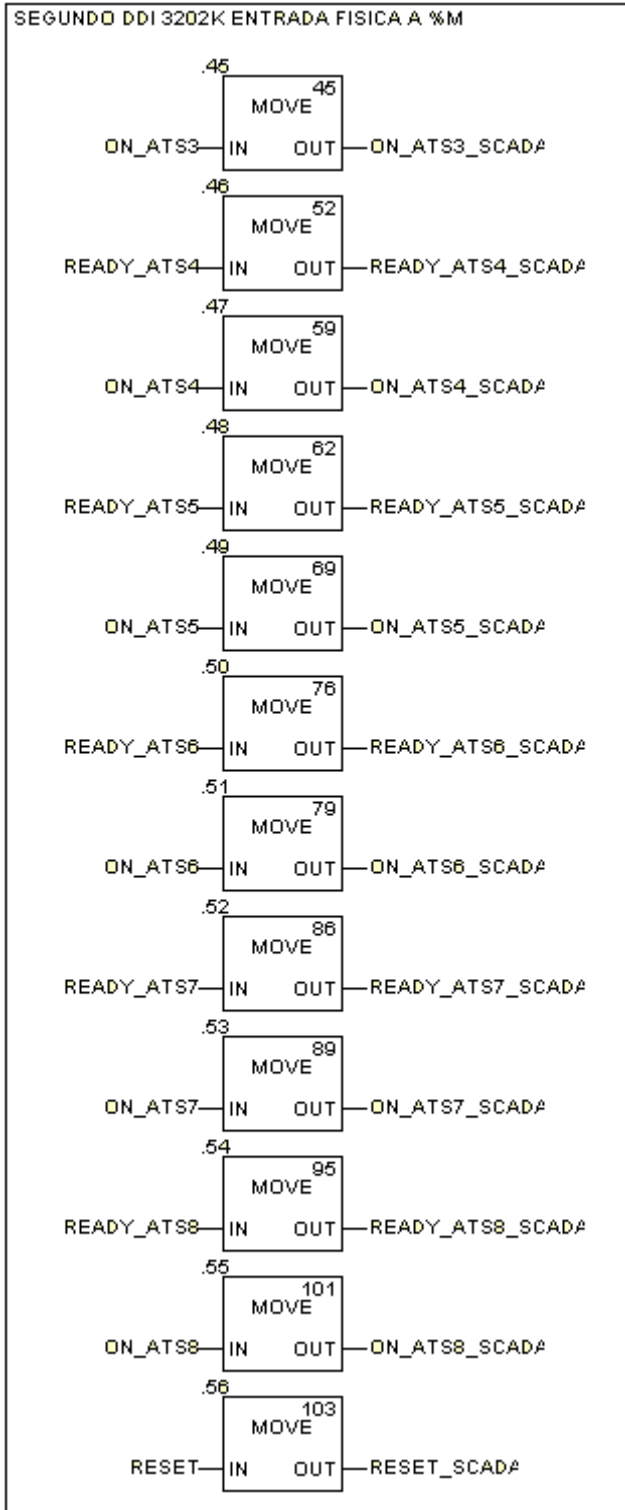 SEGUNDO DDI 3202K ENTRADA FISICA A %M
.45
45
MOVE
ON_ATS3 IN OUT ON_ATS3_SCADA
.46
52
MOVE
READY_ATS4 IN OUT READY_ATS4_SCADA
.47
59
MOVE
ON_ATS4 IN OUT ON_ATS4_SCADA
.48
62
MOVE
READY_ATS5 IN OUT READY_ATS5_SCADA
.49
69
MOVE
ON_ATS5 IN OUT ON_ATS5_SCADA
.50
76
MOVE
READY_ATS6 IN OUT READY_ATS6_SCADA
.51
79
MOVE
ON_ATS6 IN OUT ON_ATS6_SCADA
.52
86
MOVE
READY_ATS7 IN OUT READY_ATS7_SCADA
.53
89
MOVE
ON_ATS7 IN OUT ON_ATS7_SCADA
.54
95
MOVE
READY_ATS8 IN OUT READY_ATS8_SCADA
.55
101
MOVE
ON_ATS8 IN OUT ON_ATS8_SCADA
.56
103
MOVE
RESET IN OUT RESET_SCADA